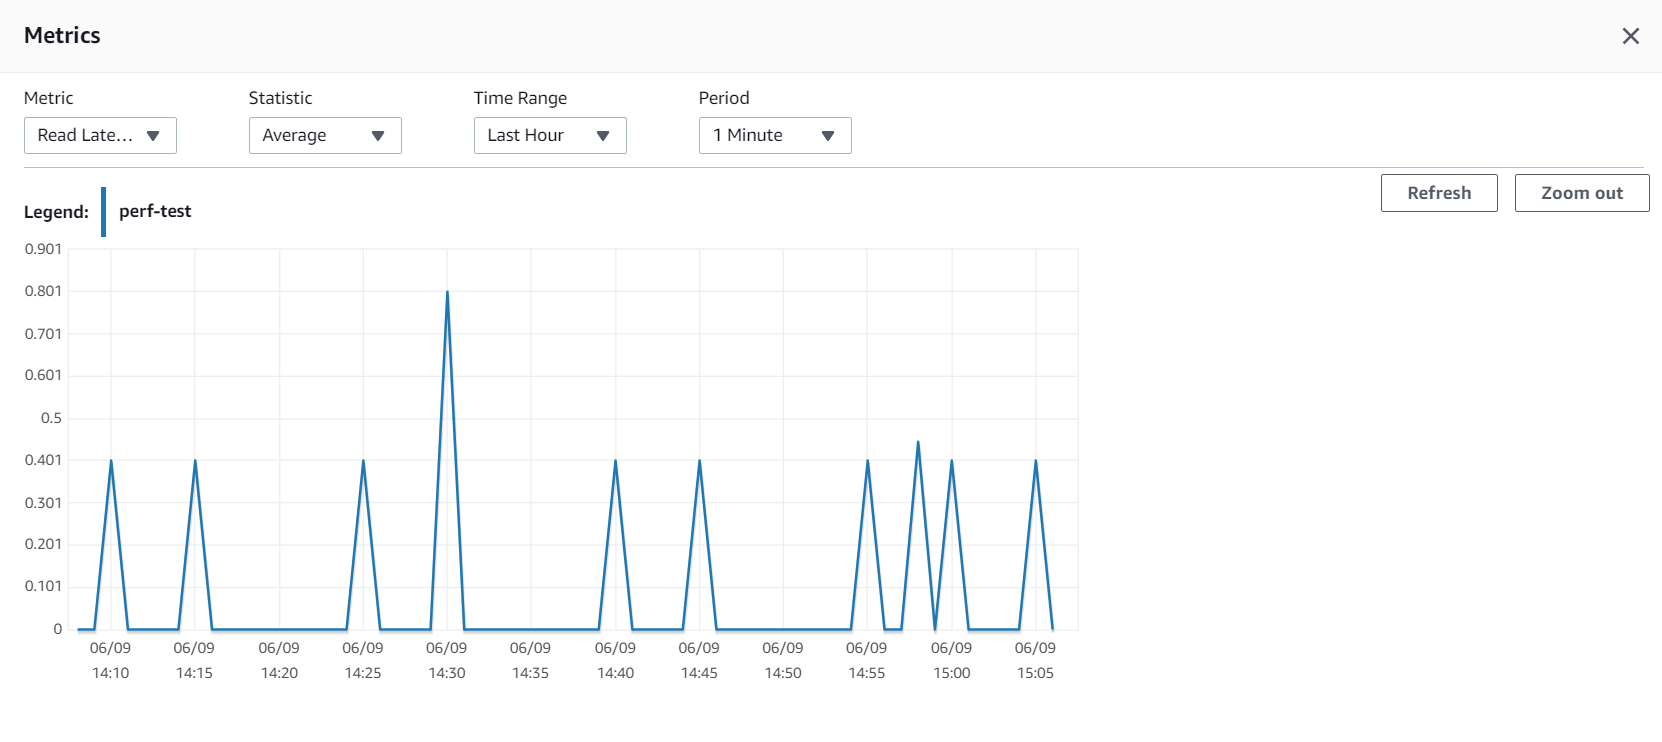 Metrics
Metric Statistic Time Range Period
Read Late... Average Last Hour 1 Minute
Refresh Zoom out
Legend: perf-test
0.901
0.801
0.701
0.601
0.5
0.401
0.301
0.201
0.101
0
06/09 06/09 06/09 06/09 06/09 06/09 06/09 06/09 06/09 06/09 06/09 06/09
14:10 14:15 14:20 14:25 14:30 14:35 14:40 14:45 14:50 14:55 15:00 15:05